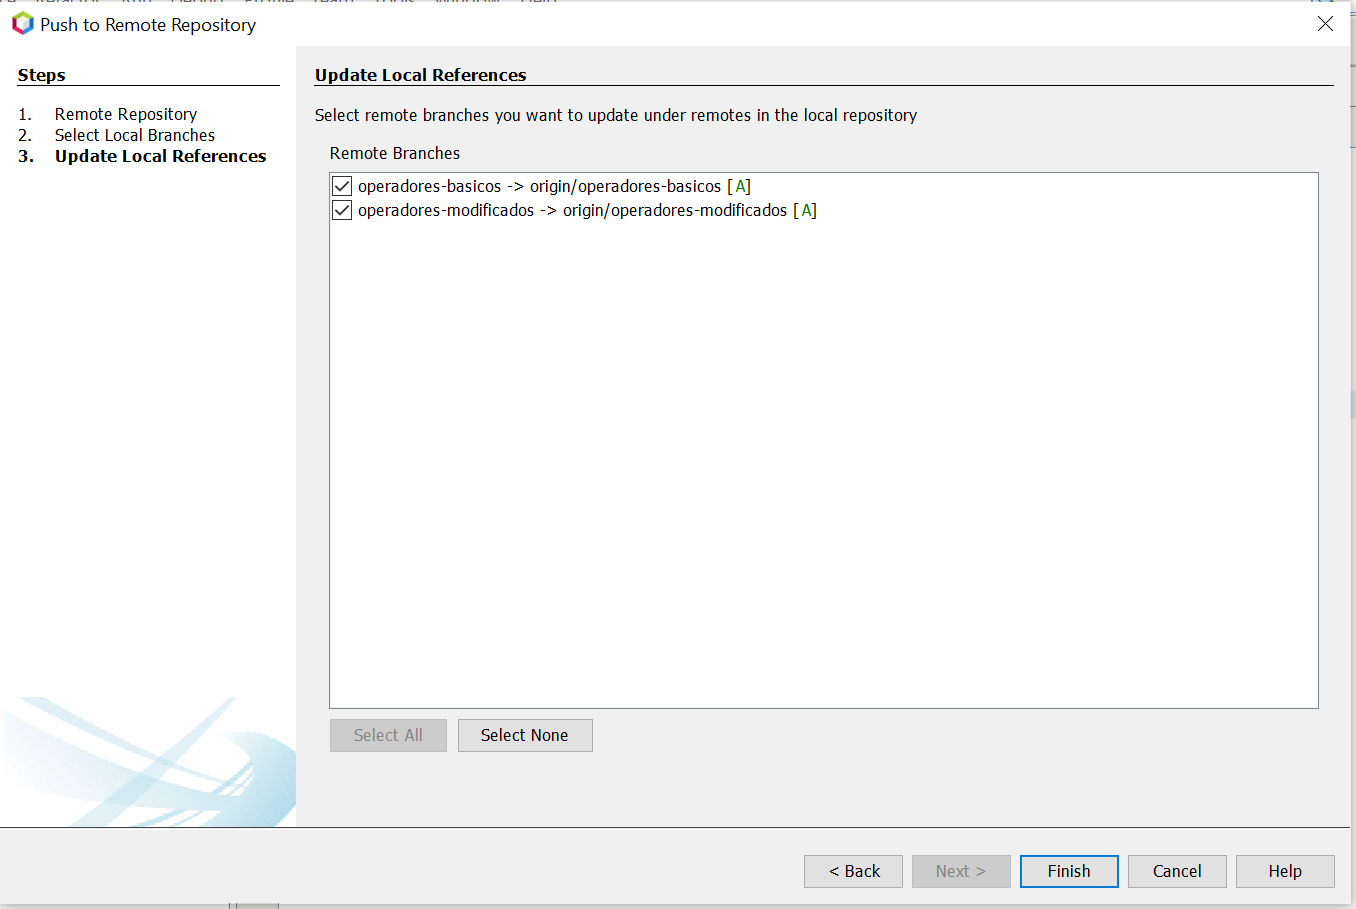 Push to Remote Repository
Steps
1. Remote Repository
2. Select Local Branches
3. Update Local References
Update Local References
Select remote branches you want to update under remotes in the local repository
Remote Branches
operadores-basicos -> origin/operadores-basicos [A]
operadores-modificados -> origin/operadores-modificados [A]
Select All
Select None
< Back
Next >
Finish
Cancel
Help